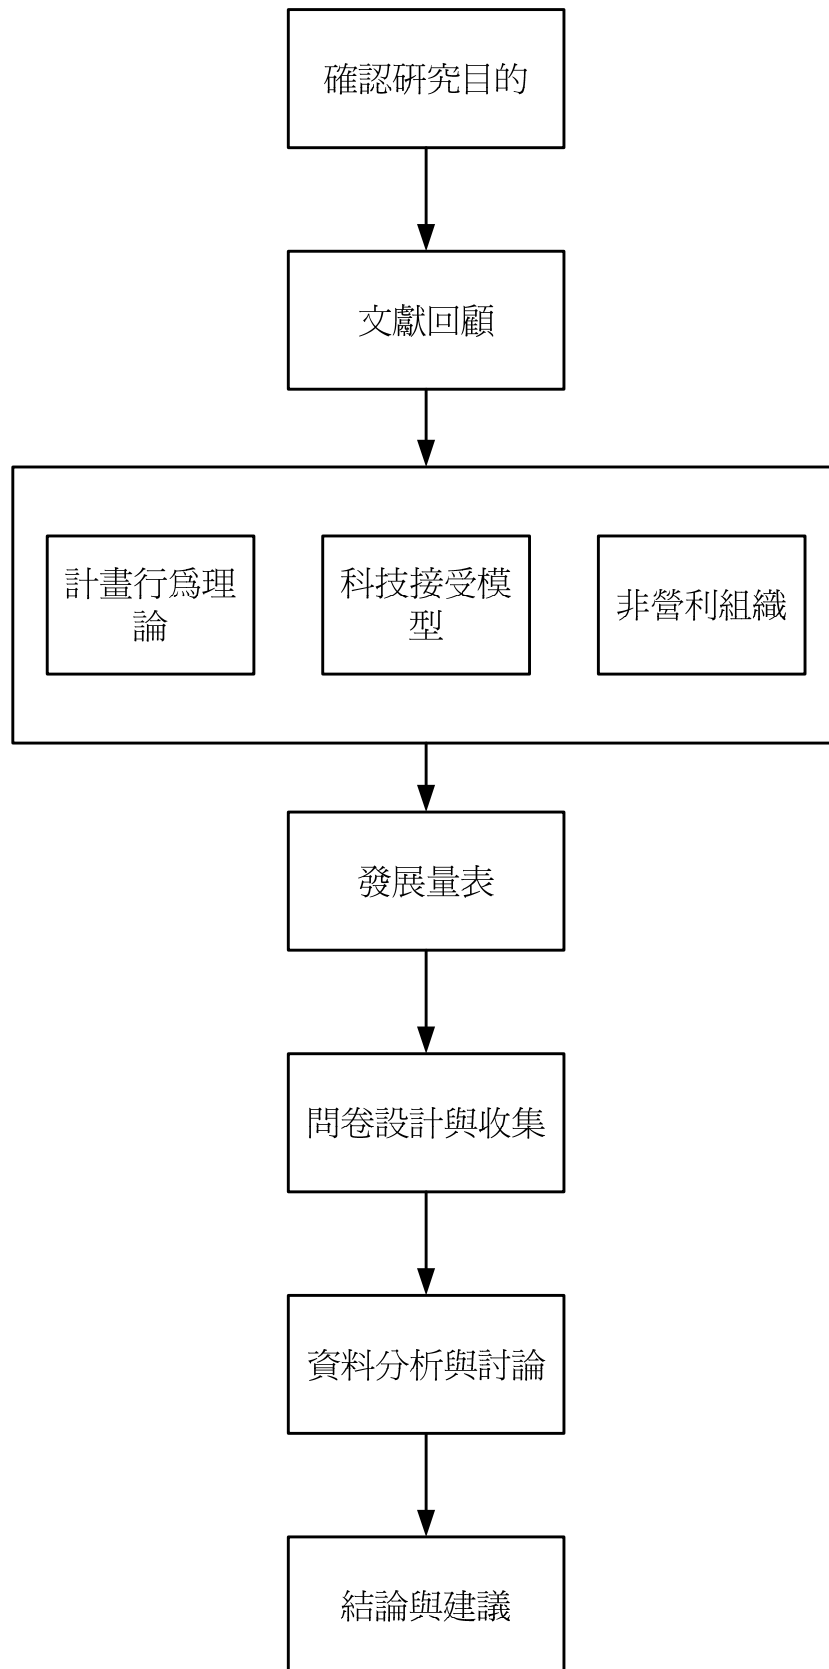 確認研究目的
文獻回顧
計畫行為理
論
科技接受模
型
非營利組織
發展量表
問卷設計與收集
資料分析與討論
結論與建議